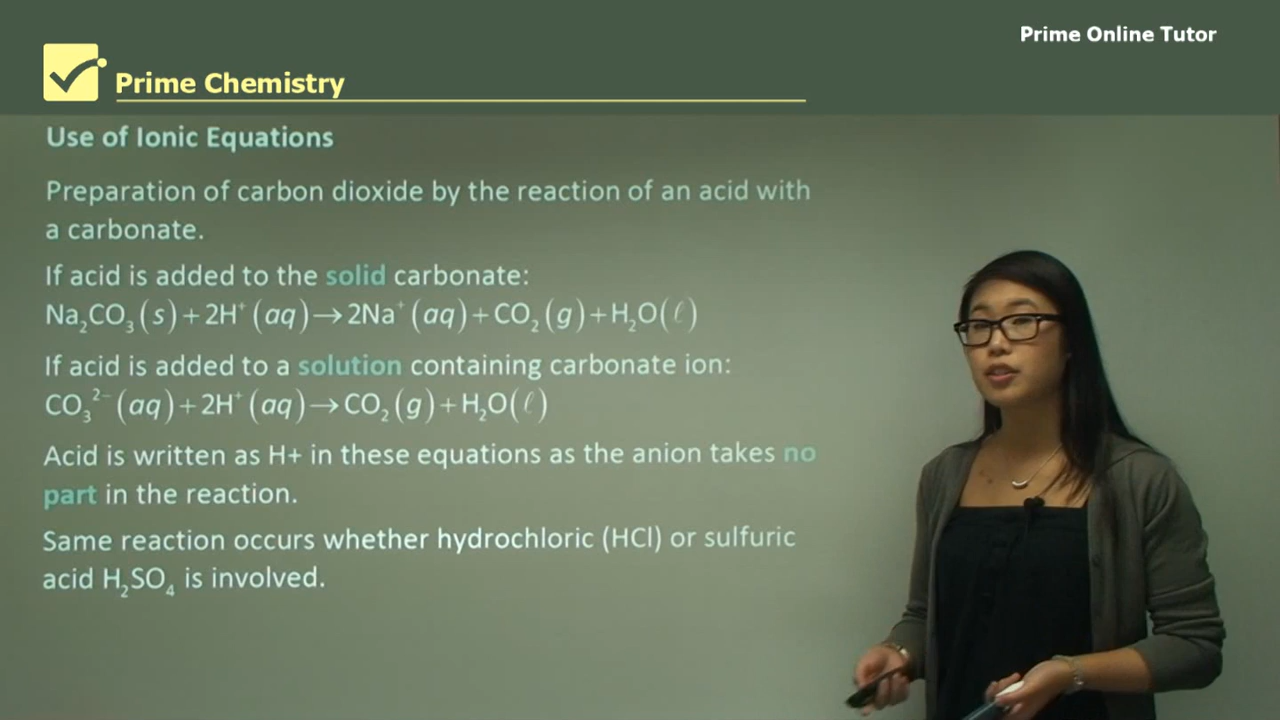 Prime Online Tutor
Prime Chemistry
Use of Ionic Equations
Preparation of carbon dioxide by the reaction of an acid with
a carbonate.
If acid is added to the solid carbonate:
Na₂CO₃(s)+2H⁺(aq)→2Na⁺(aq)+CO₂(g)+H₂O(ℓ)
If acid is added to a solution containing carbonate ion:
CO₃²⁻(aq)+2H⁺(aq)→CO₂(g)+H₂O(ℓ)
Acid is written as H+ in these equations as the anion takes no
part in the reaction.
Same reaction occurs whether hydrochloric (HCl) or sulfuric
acid H₂SO₄ is involved.